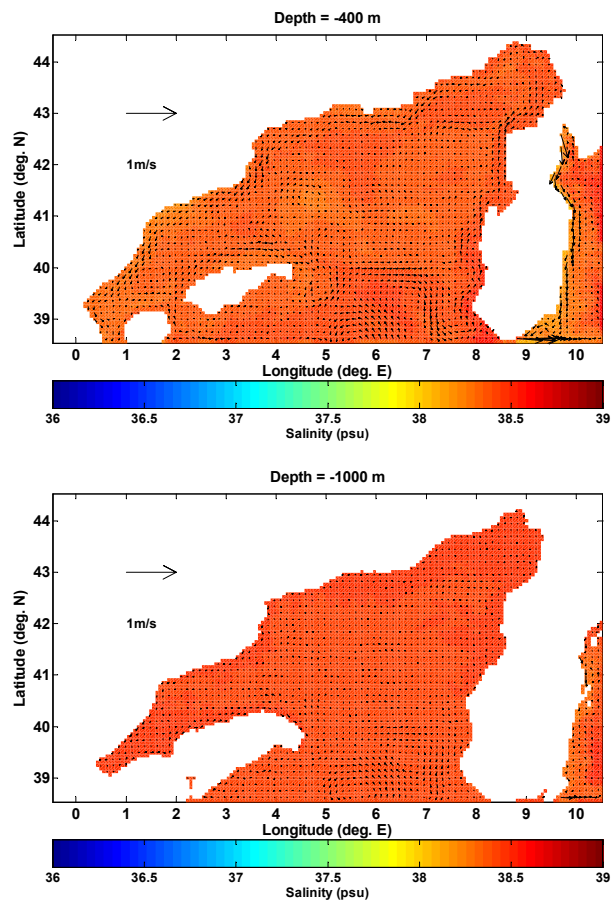 Depth = -400 m
44
43
42
41
40
39
Latitude (deg. N)
1m/s
0 1 2 3 4 5 6 7 8 9 10
Longitude (deg. E)
36 36.5 37 37.5 38 38.5 39
Salinity (psu)
Depth = -1000 m
44
43
42
41
40
39
Latitude (deg. N)
1m/s
0 1 2 3 4 5 6 7 8 9 10
Longitude (deg. E)
36 36.5 37 37.5 38 38.5 39
Salinity (psu)